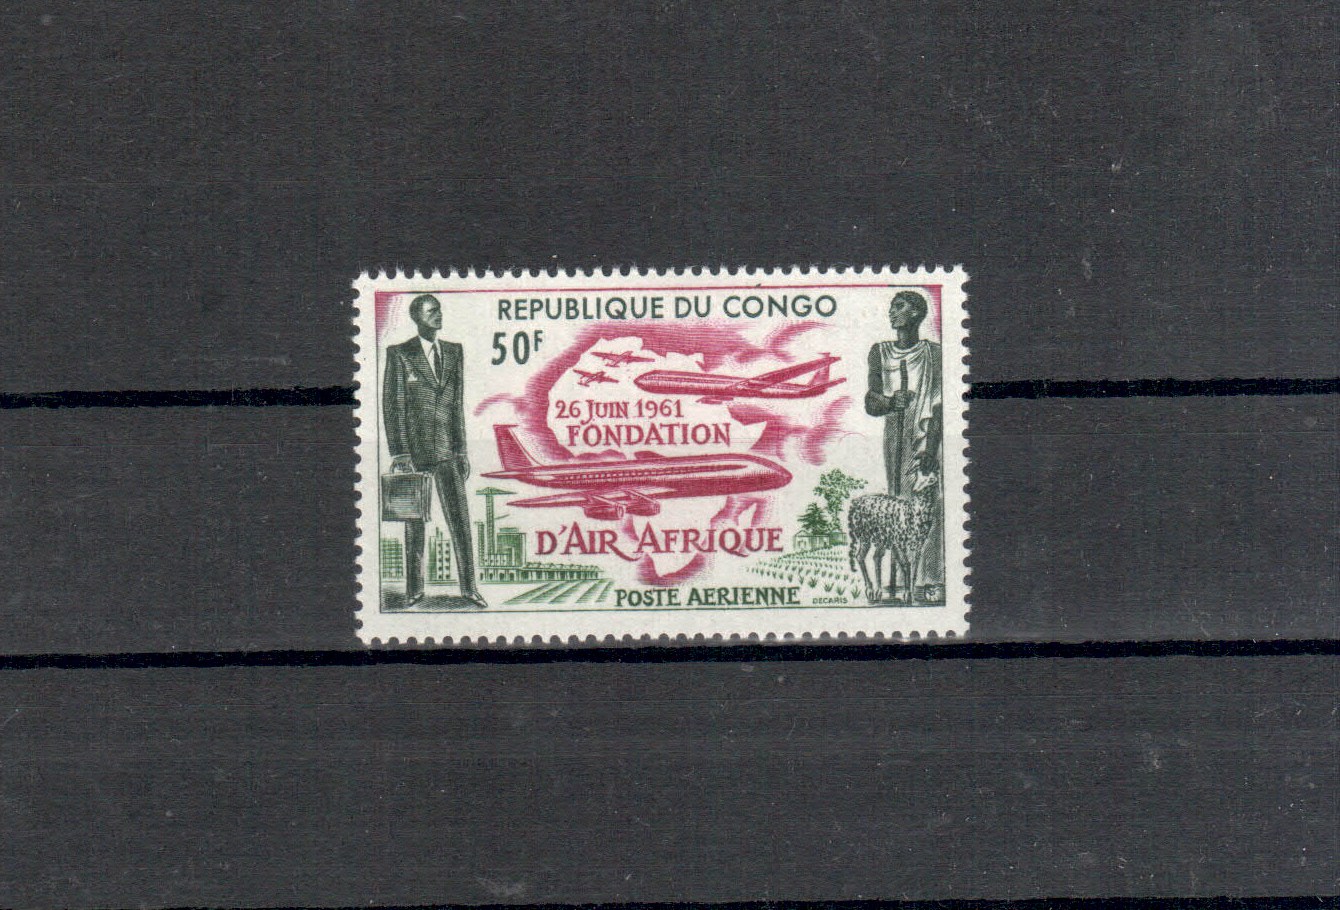 REPUBLIQUE DU CONGO
50F
26 JUIN 1961
FONDATION
D'AIR AFRIQUE
POSTE AERIENNE
DECARIS